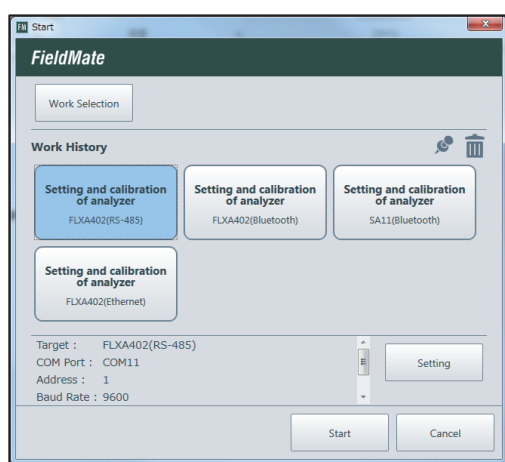 FM Start
FieldMate
Work Selection
Work History
Setting and calibration
of analyzer
FLXA402(RS-485)
Setting and calibration
of analyzer
FLXA402(Bluetooth)
Setting and calibration
of analyzer
SA11(Bluetooth)
Setting and calibration
of analyzer
FLXA402(Ethernet)
Target : FLXA402(RS-485)
COM Port : COM11
Address : 1
Baud Rate : 9600
Setting
Start
Cancel